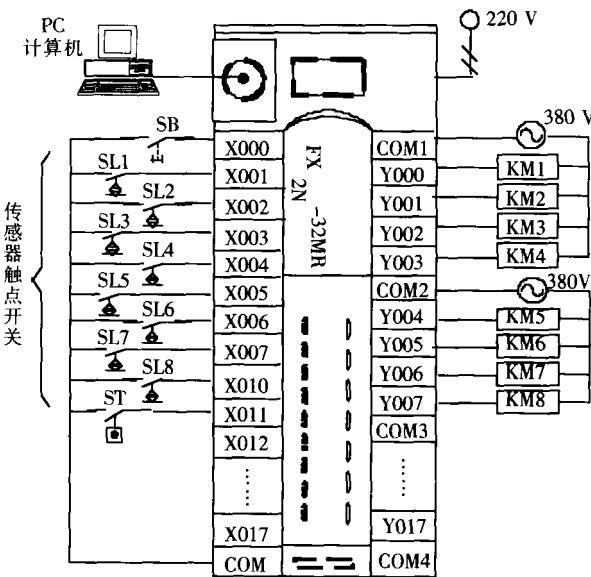 PC
计算机
220 V
传感器触点开关
SB
SL1
SL2
SL3
SL4
SL5
SL6
SL7
SL8
ST
X000
X001
X002
X003
X004
X005
X006
X007
X010
X011
X012
......
X017
COM
FX
2N
-32MR
COM1
Y000
Y001
Y002
Y003
COM2
Y004
Y005
Y006
Y007
COM3
......
Y017
COM4
380 V
KM1
KM2
KM3
KM4
380V
KM5
KM6
KM7
KM8